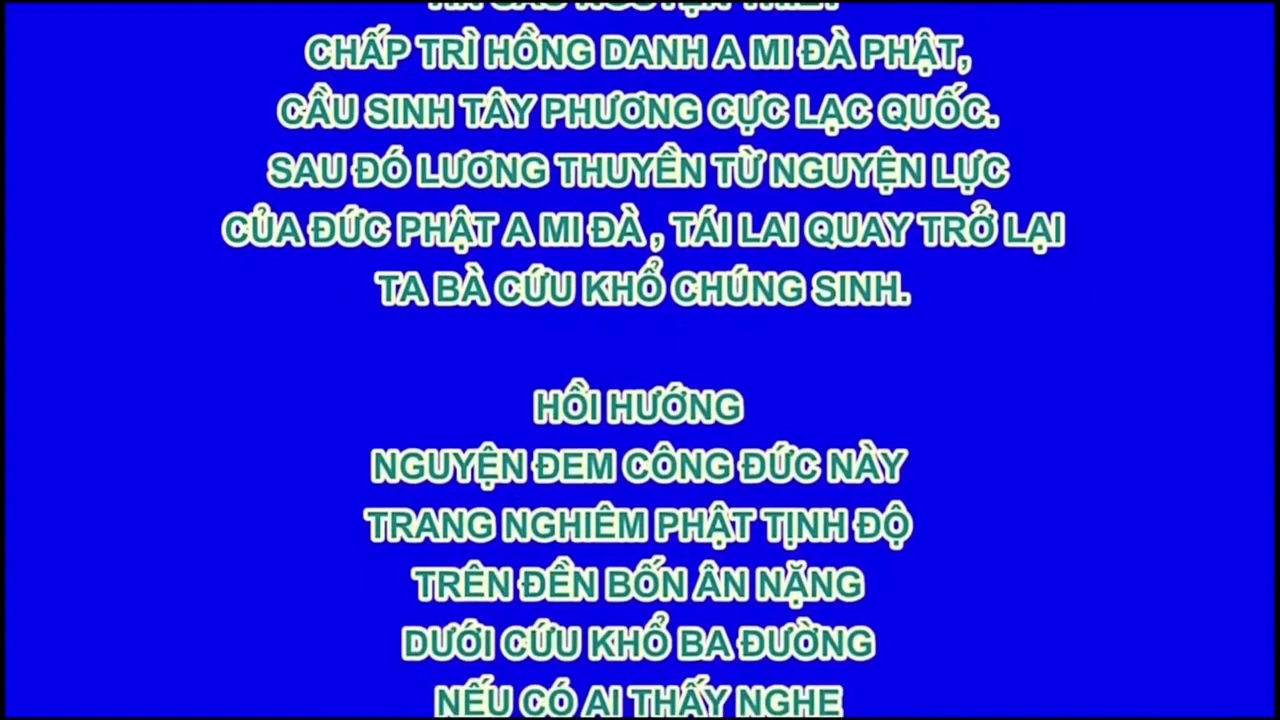 CHẤP TRÌ HỒNG DANH A MI ĐÀ PHẬT,
CẦU SINH TÂY PHƯƠNG CỰC LẠC QUỐC.
SAU ĐÓ LƯƠNG THUYỀN TỪ NGUYỆN LỰC
CỦA ĐỨC PHẬT A MI ĐÀ , TÁI LAI QUAY TRỞ LẠI
TA BÀ CỨU KHỔ CHÚNG SINH.
HỒI HƯỚNG
NGUYỆN ĐEM CÔNG ĐỨC NÀY
TRANG NGHIÊM PHẬT TỊNH ĐỘ
TRÊN ĐỀN BỐN ÂN NẶNG
DƯỚI CỨU KHỔ BA ĐƯỜNG
NẾU CÓ AI THẤY NGHE